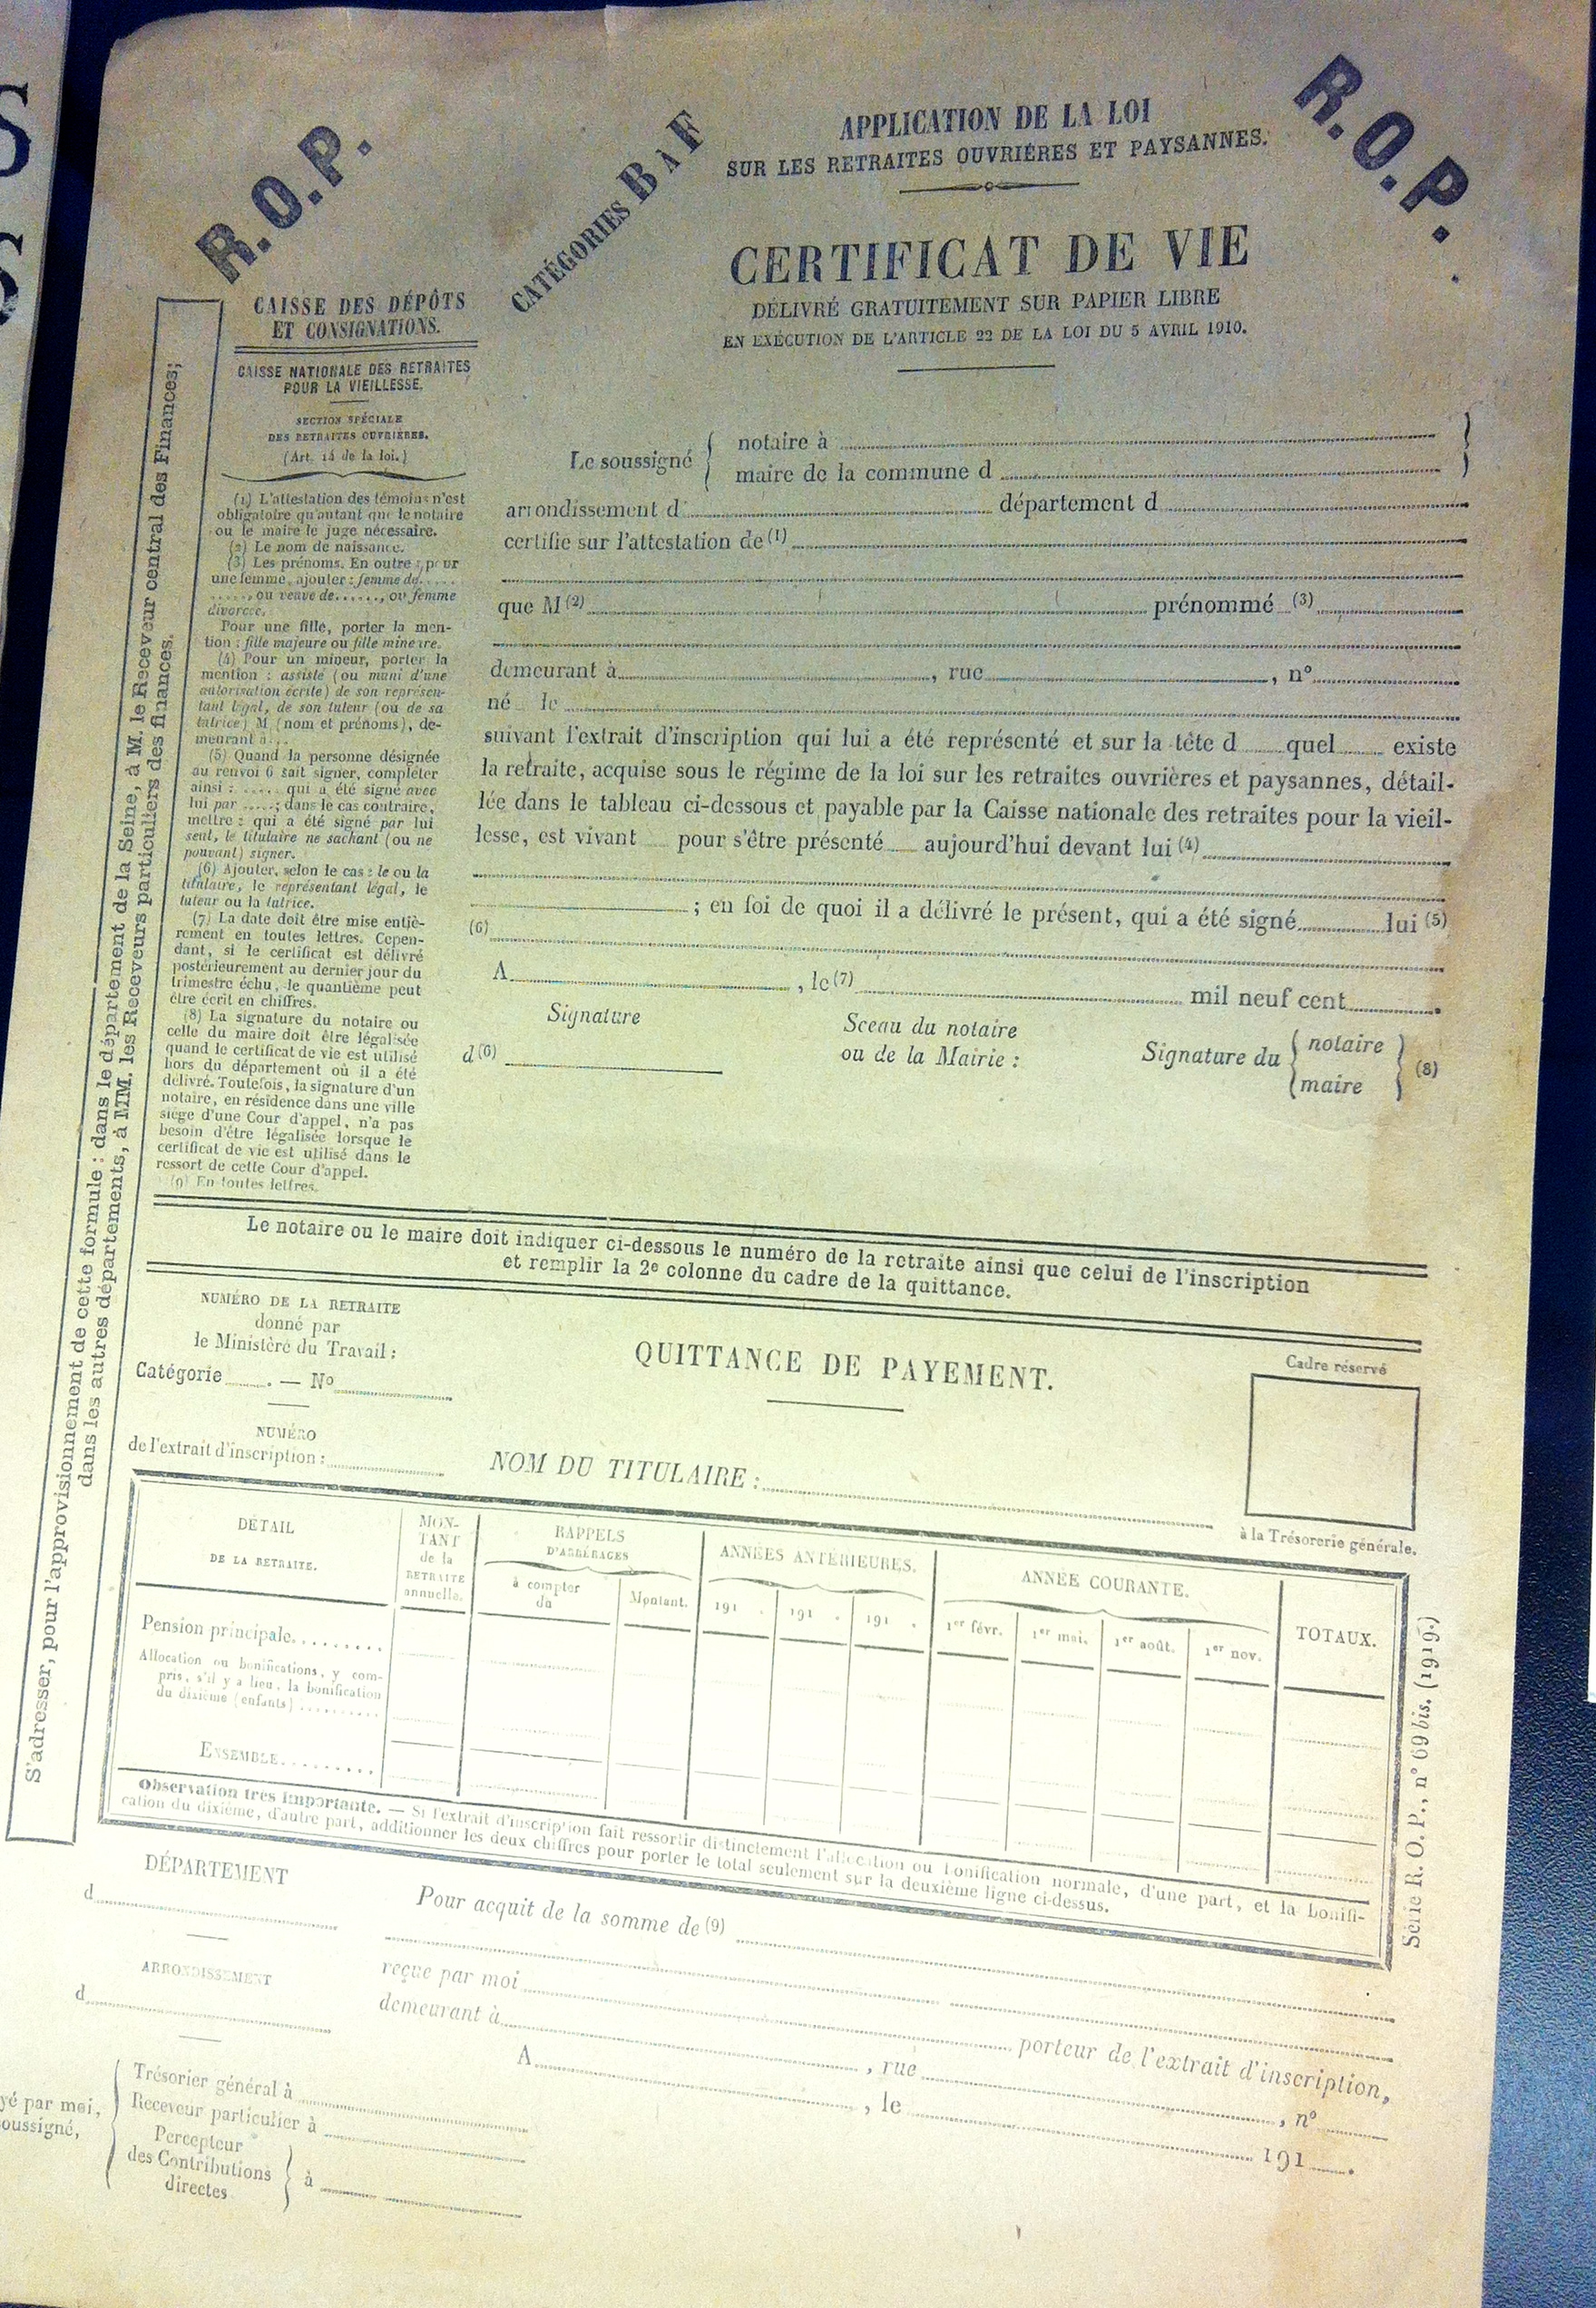 S
S
R.O.P.
CATÉGORIES B À F
APPLICATION DE LA LOI
SUR LES RETRAITES OUVRIÈRES ET PAYSANNES.
R.O.P.
CERTIFICAT DE VIE
DÉLIVRÉ GRATUITEMENT SUR PAPIER LIBRE
EN EXÉCUTION DE L'ARTICLE 22 DE LA LOI DU 5 AVRIL 1910.
CAISSE DES DÉPÔTS
ET CONSIGNATIONS.
CAISSE NATIONALE DES RETRAITES
POUR LA VIEILLESSE.
SECTION SPÉCIALE
DES RETRAITES OUVRIÈRES.
(Art. 14 de la loi.)
(1) L'attestation des témoins n'est
obligatoire qu'autant que le notaire
ou le maire le juge nécessaire.
(2) Le nom de naissance.
(3) Les prénoms. En outre, pour
une femme, ajouter : femme de.....
......, ou veuve de......, ou femme
divorcée.
Pour une fille, porter la men-
tion : fille majeure ou fille mineure.
(4) Pour un mineur, porter la
mention : assisté (ou muni d'une
autorisation écrite) de son représen-
tant légal, de son tuteur (ou de sa
tutrice) M (nom et prénoms), de-
meurant à...
(5) Quand la personne désignée
au renvoi 6 sait signer, compléter
ainsi : ..... qui a été signé avec
lui par .....; dans le cas contraire,
mettre : qui a été signé par lui
seul, le titulaire ne sachant (ou ne
pouvant) signer.
(6) Ajouter, selon le cas : le ou la
titulaire, le représentant légal, le
tuteur ou la tutrice.
(7) La date doit être mise entiè-
rement en toutes lettres. Cepen-
dant, si le certificat est délivré
postérieurement au dernier jour du
trimestre échu, le quantième peut
être écrit en chiffres.
(8) La signature du notaire ou
celle du maire doit être légalisée
quand le certificat de vie est utilisé
hors du département où il a été
délivré. Toutefois, la signature d'un
notaire, en résidence dans une ville
siège d'une Cour d'appel, n'a pas
besoin d'être légalisée lorsque le
certificat de vie est utilisé dans le
ressort de cette Cour d'appel.
(9) En toutes lettres.
Le soussigné { notaire à
maire de la commune d }
arrondissement d département d
certifie sur l'attestation de (1)
que M (2) prénommé (3)
demeurant à , rue , n°
né le
suivant l'extrait d'inscription qui lui a été représenté et sur la tête d quel existe
la retraite, acquise sous le régime de la loi sur les retraites ouvrières et paysannes, détail-
lée dans le tableau ci-dessous et payable par la Caisse nationale des retraites pour la vieil-
lesse, est vivant pour s'être présenté aujourd'hui devant lui (4)
; en foi de quoi il a délivré le présent, qui a été signé lui (5)
(6)
A , le (7) mil neuf cent .
Signature
d (6)
Sceau du notaire
ou de la Mairie :
Signature du { notaire
maire } (8)
S'adresser, pour l'approvisionnement de cette formule : dans le département de la Seine, à M. le Receveur central des Finances;
dans les autres départements, à MM. les Receveurs particuliers des finances.
Le notaire ou le maire doit indiquer ci-dessous le numéro de la retraite ainsi que celui de l'inscription
et remplir la 2e colonne du cadre de la quittance.
NUMÉRO DE LA RETRAITE
donné par
le Ministère du Travail :
Catégorie . — N°
NUMÉRO
de l'extrait d'inscription :
QUITTANCE DE PAYEMENT.
NOM DU TITULAIRE :
Cadre réservé
à la Trésorerie générale.
DÉTAIL
DE LA RETRAITE.
MON-
TANT
de la
RETRAITE
annuelle.
RAPPELS
D'ARRÉRAGES
à compter
du
Montant.
ANNÉES ANTÉRIEURES.
191 . 191 . 191 .
ANNÉE COURANTE.
1er févr. 1er mai. 1er août. 1er nov.
TOTAUX.
Pension principale.........
Allocation ou bonifications, y com-
pris, s'il y a lieu, la bonification
du dixième (enfants)..........
ENSEMBLE.........
Observation très importante. — Si l'extrait d'inscription fait ressortir distinctement l'allocation ou bonification normale, d'une part, et la bonifi-
cation du dixième, d'autre part, additionner les deux chiffres pour porter le total seulement sur la deuxième ligne ci-dessus.
Série R. O. P., n° 69 bis. (1919.)
DÉPARTEMENT
d
ARRONDISSEMENT
d
Pour acquit de la somme de (9)
reçue par moi porteur de l'extrait d'inscription,
demeurant à , rue , n°
A , le 191 .
yé par moi,
oussigné,
Trésorier général à
Receveur particulier à
Percepteur
des Contributions
directes } à